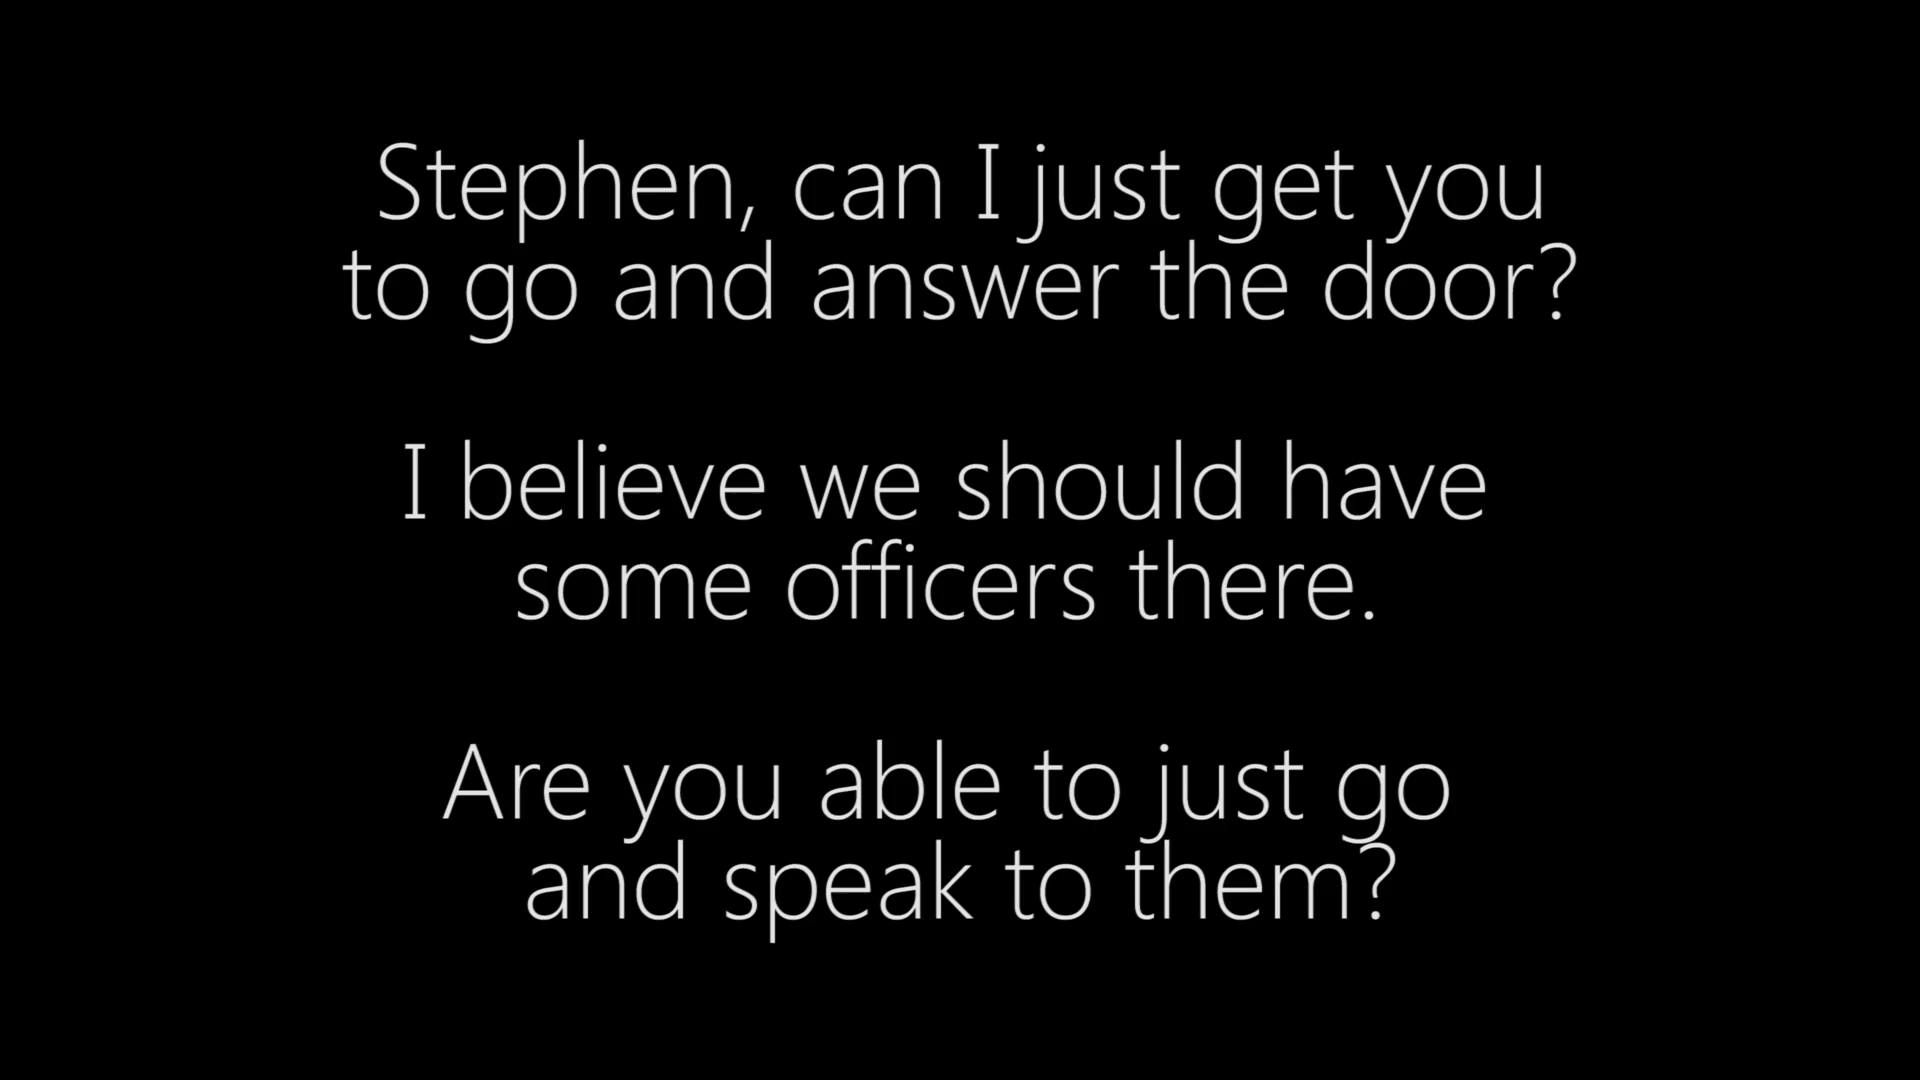 Stephen, can I just get you
to go and answer the door?
I believe we should have
some officers there.
Are you able to just go
and speak to them?